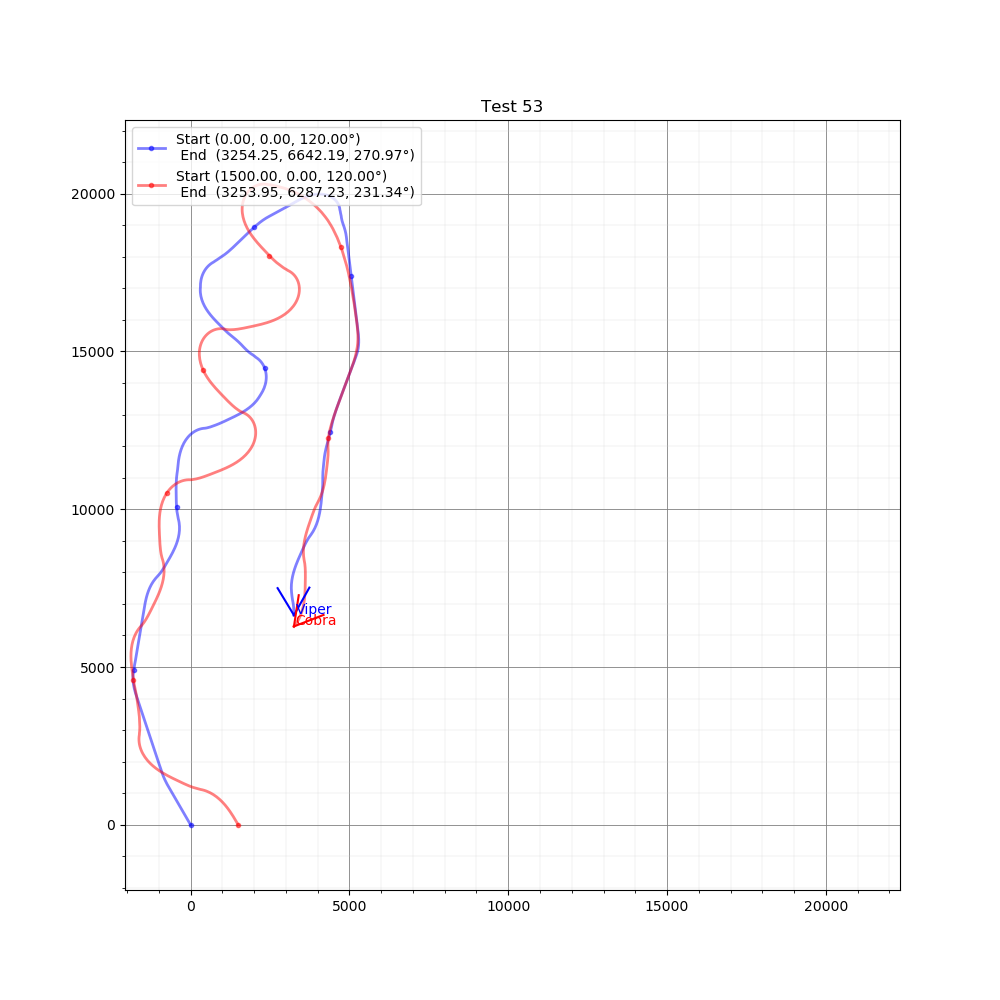 Test 53
Start (0.00, 0.00, 120.00°)
End (3254.25, 6642.19, 270.97°)
Start (1500.00, 0.00, 120.00°)
End (3253.95, 6287.23, 231.34°)
20000
15000
10000
5000
0
Viper
Cobra
0 5000 10000 15000 20000